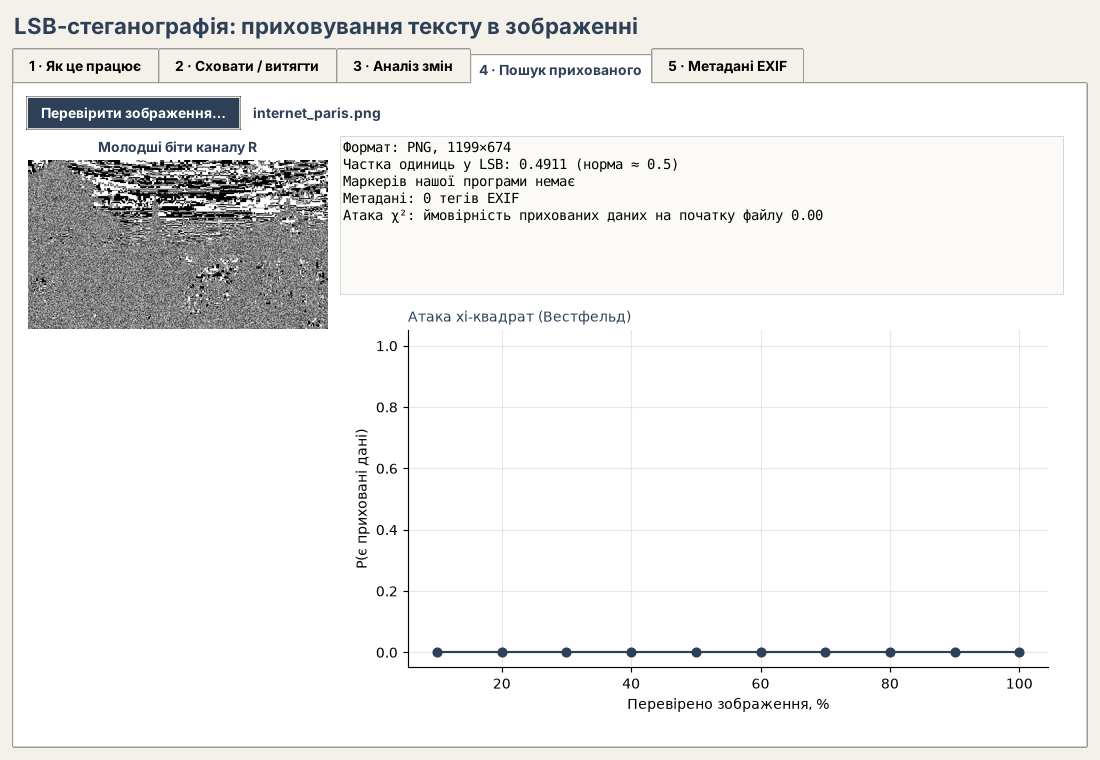 LSB-стеганографія: приховування тексту в зображенні
1 · Як це працює
2 · Сховати / витягти
3 · Аналіз змін
4 · Пошук прихованого
5 · Метадані EXIF
Перевірити зображення...
internet_paris.png
Молодші біти каналу R
Формат: PNG, 1199×674
Частка одиниць у LSB: 0.4911 (норма ≈ 0.5)
Маркерів нашої програми немає
Метадані: 0 тегів EXIF
Атака χ²: ймовірність прихованих даних на початку файлу 0.00
Атака хі-квадрат (Вестфельд)
1.0
0.8
0.6
0.4
0.2
0.0
P(є приховані дані)
20
40
60
80
100
Перевірено зображення, %